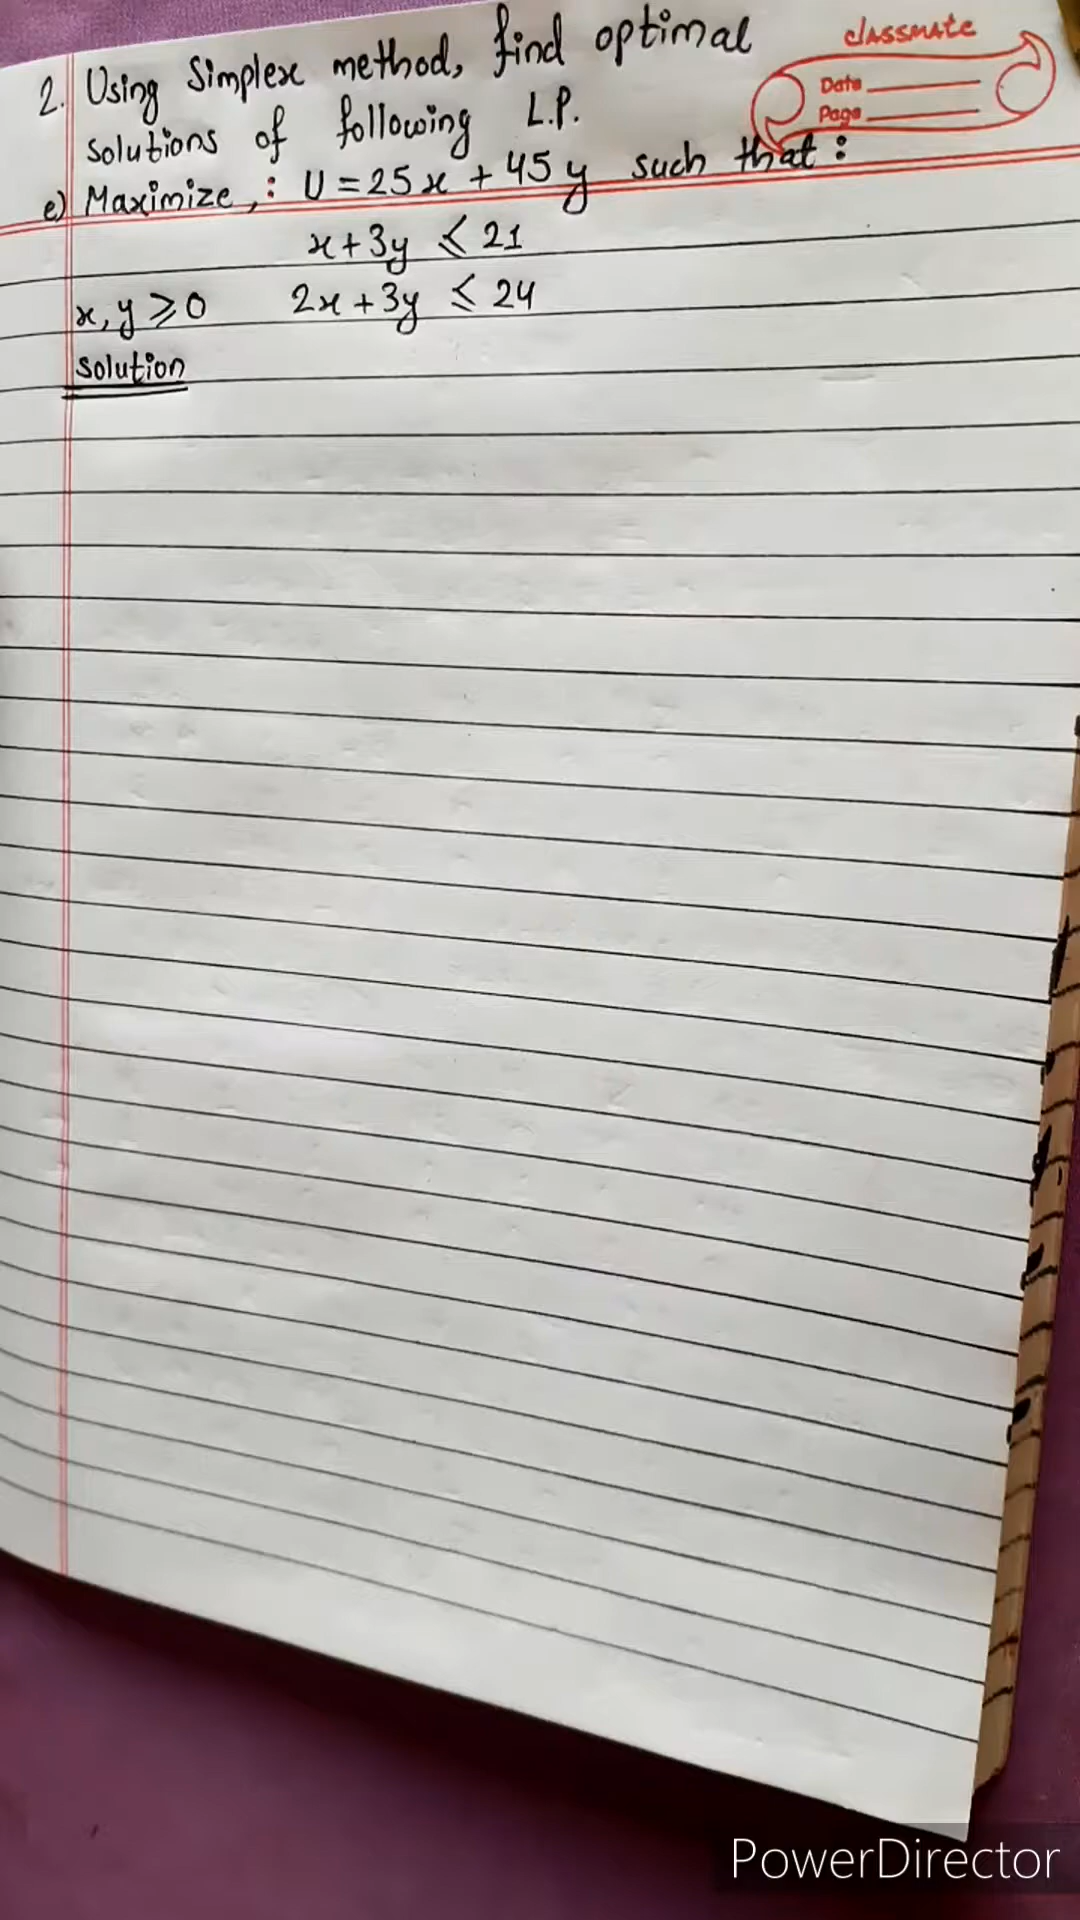 2. Using Simplex method, find optimal
solutions of following L.P.
e) Maximize,: U = 25x + 45y such that:
x + 3y ≤ 21
x, y ≥ 0 2x + 3y ≤ 24
Solution
classmate
Date
Page
PowerDirector